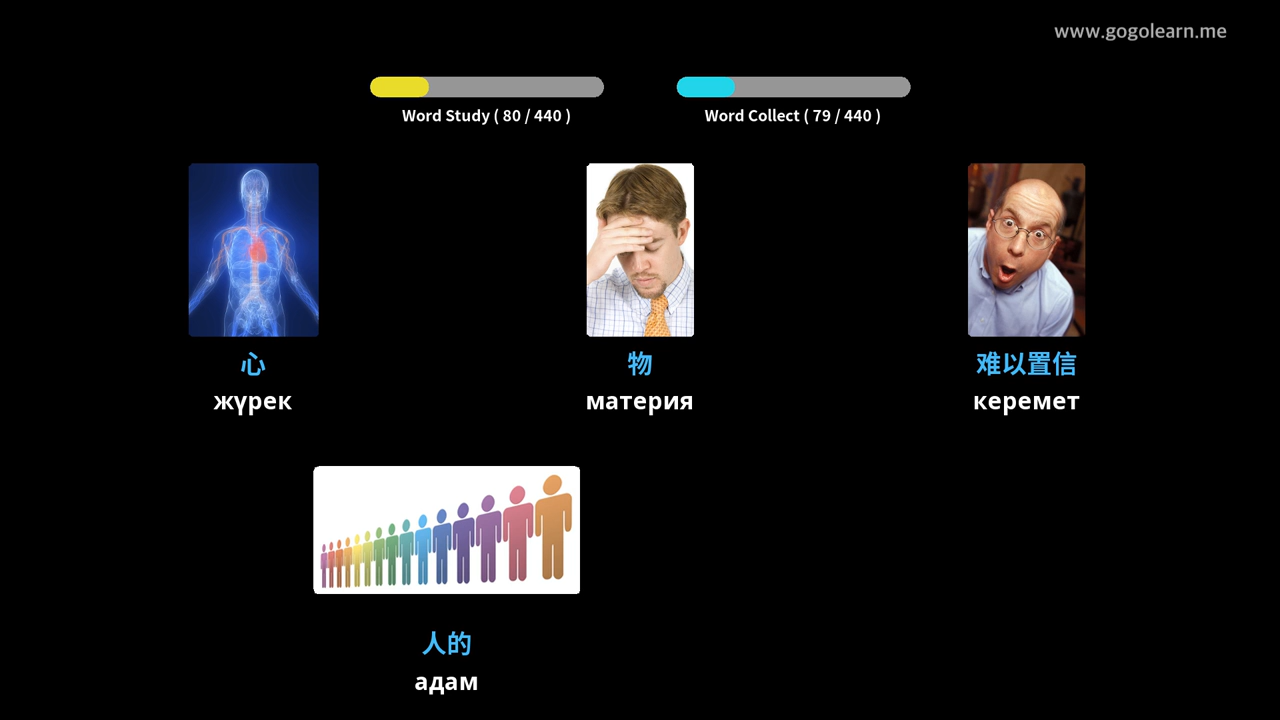 www.gogolearn.me
Word Study ( 80 / 440 )
Word Collect ( 79 / 440 )
心
жүрек
物
материя
难以置信
керемет
人的
адам